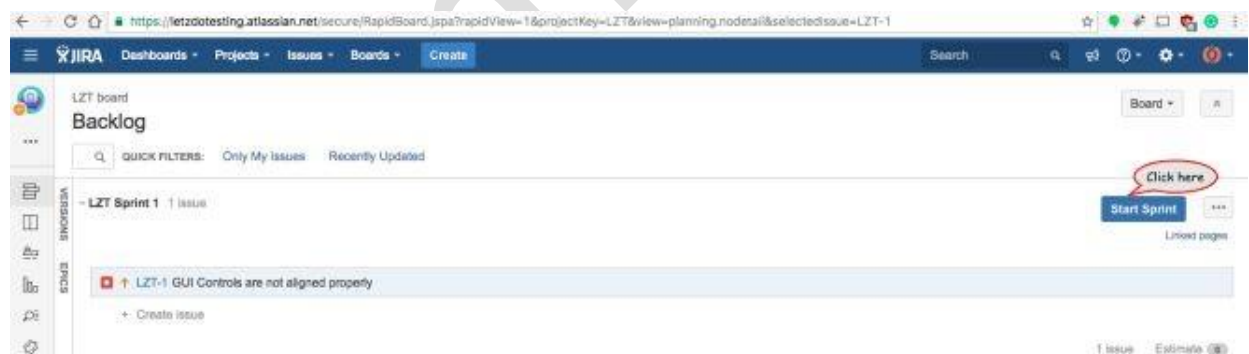 https://letzdotesting.atlassian.net/secure/RapidBoard.jspa?rapidView=1&projectKey=LZT&view=planning.nodetail&selectedIssue=LZT-1
JIRA Dashboards Projects Issues Boards Create Search
LZT board
Board
Backlog
QUICK FILTERS: Only My Issues Recently Updated
Click here
VERSIONS
LZT Sprint 1 1 issue
Start Sprint
Linked pages
EPICS
LZT-1 GUI Controls are not aligned properly
+ Create issue
1 issue Estimate 0